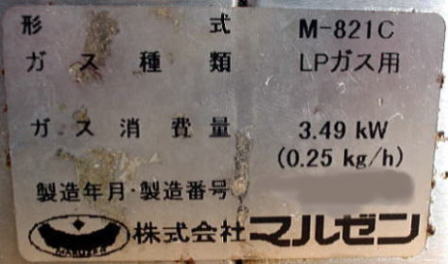 形式 M-821C
ガス種類 LPガス用
ガス消費量 3.49 kW
(0.25 kg/h)
製造年月・製造番号
MARUZEN 株式会社マルゼン